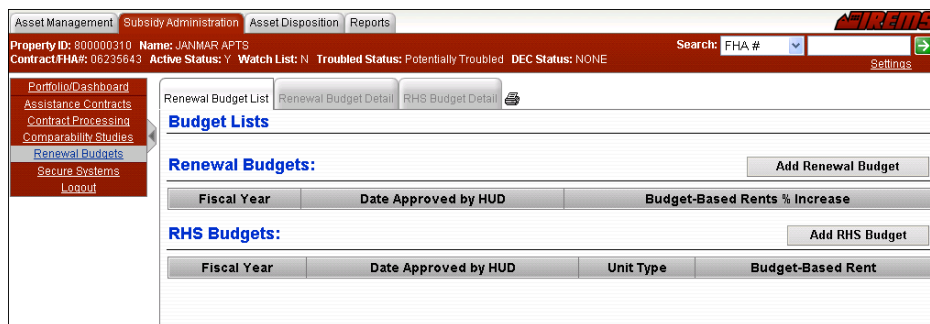 Asset Management Subsidy Administration Asset Disposition Reports
iREMS
Property ID: 800000310 Name: JANMAR APTS
Contract/FHA#: 06235643 Active Status: Y Watch List: N Troubled Status: Potentially Troubled DEC Status: NONE
Search: FHA #
Settings
Portfolio/Dashboard
Assistance Contracts
Contract Processing
Comparability Studies
Renewal Budgets
Secure Systems
Logout
Renewal Budget List Renewal Budget Detail RHS Budget Detail
Budget Lists
Renewal Budgets:
Add Renewal Budget
Fiscal Year Date Approved by HUD Budget-Based Rents % Increase
RHS Budgets:
Add RHS Budget
Fiscal Year Date Approved by HUD Unit Type Budget-Based Rent